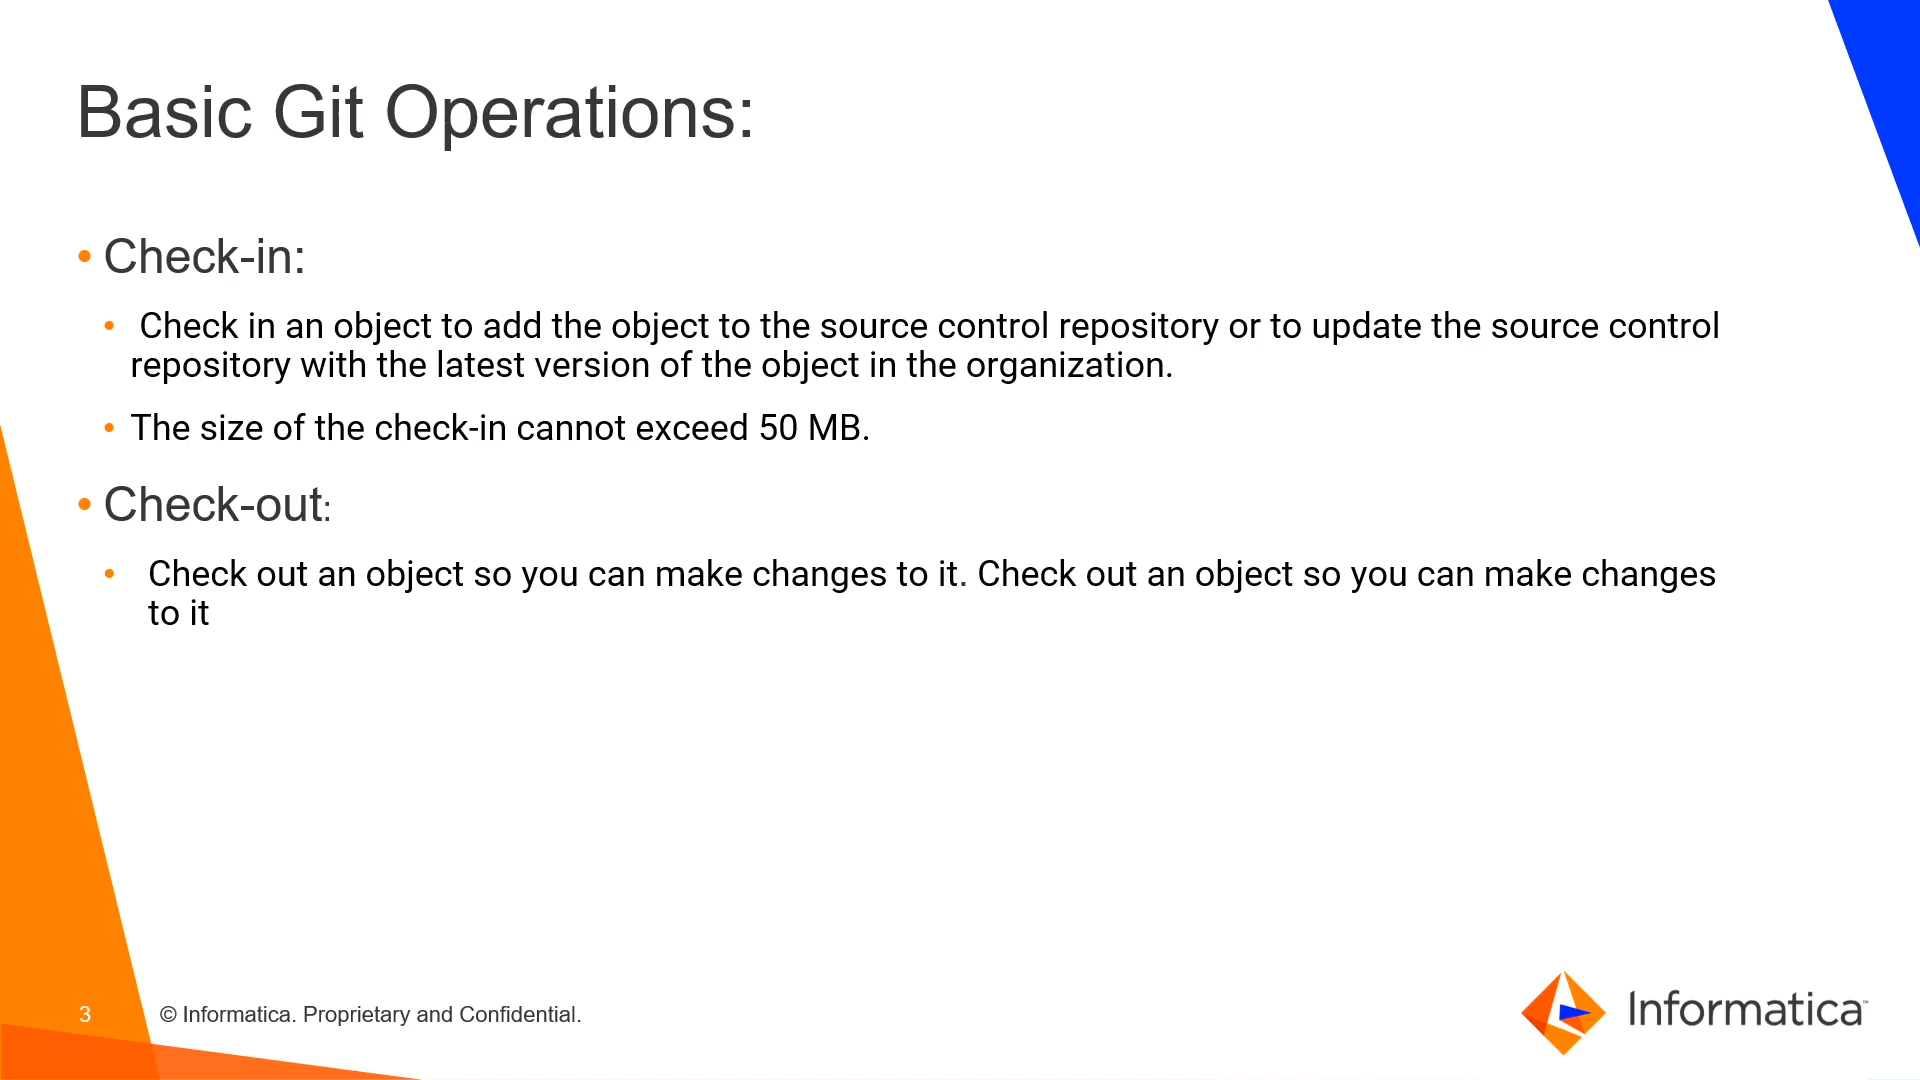 Basic Git Operations:
• Check-in:
• Check in an object to add the object to the source control repository or to update the source control
repository with the latest version of the object in the organization.
• The size of the check-in cannot exceed 50 MB.
• Check-out:
• Check out an object so you can make changes to it. Check out an object so you can make changes
to it
3 © Informatica. Proprietary and Confidential.
Informatica™